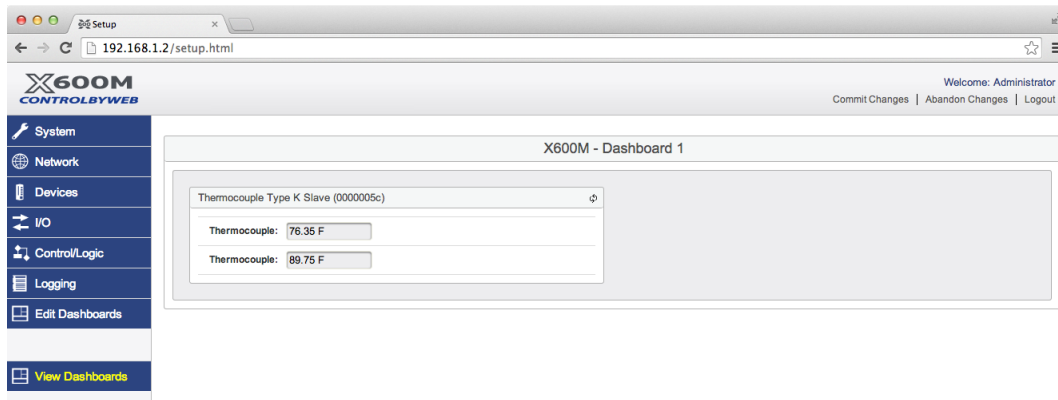 Setup
192.168.1.2/setup.html
X600M
CONTROLBYWEB
Welcome: Administrator
Commit Changes | Abandon Changes | Logout
System
Network
Devices
I/O
Control/Logic
Logging
Edit Dashboards
View Dashboards
X600M - Dashboard 1
Thermocouple Type K Slave (0000005c)
Thermocouple: 76.35 F
Thermocouple: 89.75 F